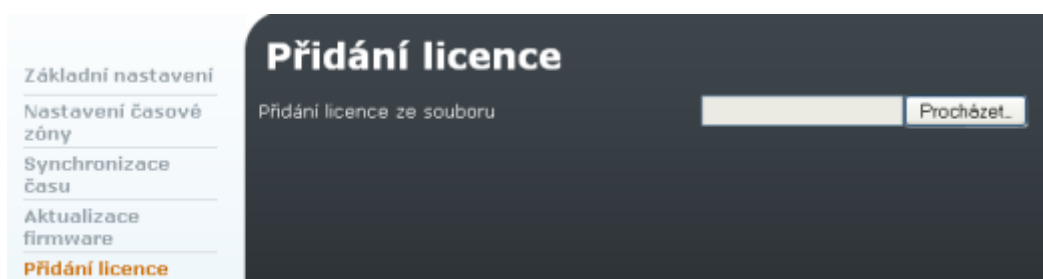 Přidání licence
Základní nastavení
Nastavení časové
zóny
Synchronizace
času
Aktualizace
firmware
Přidání licence
Přidání licence ze souboru
Procházet...